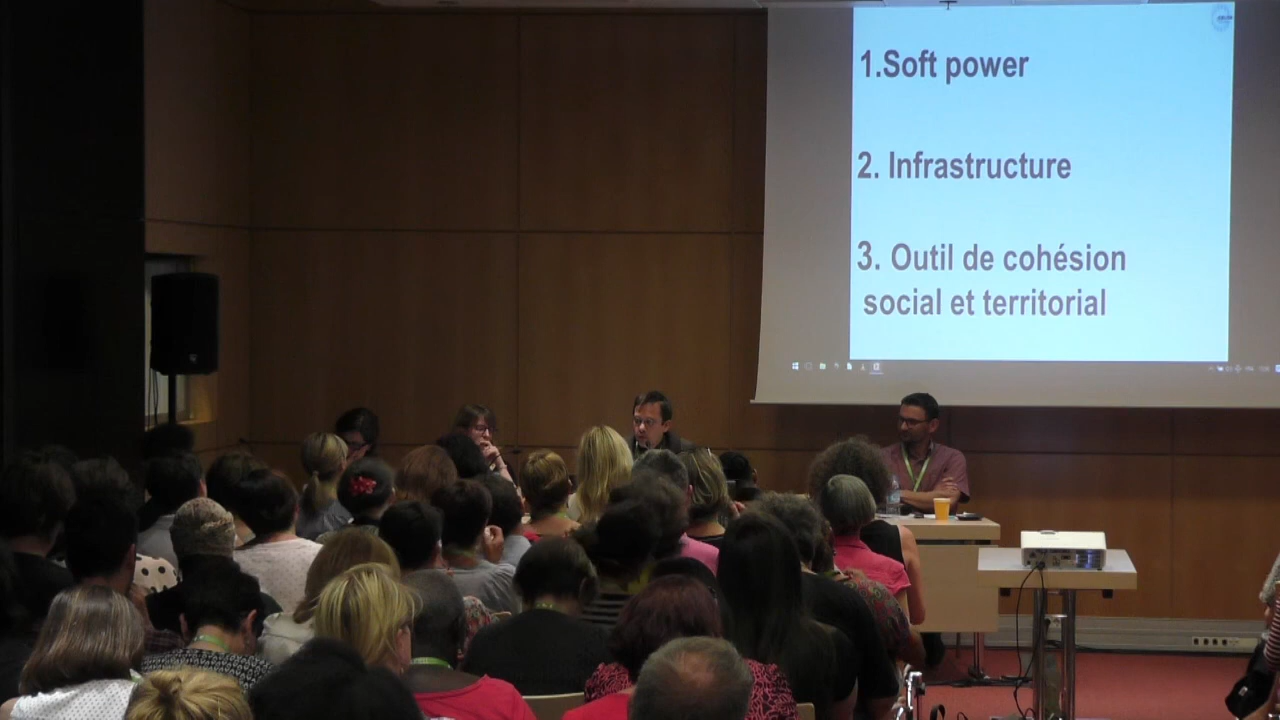 1.Soft power
2. Infrastructure
3. Outil de cohésion
social et territorial